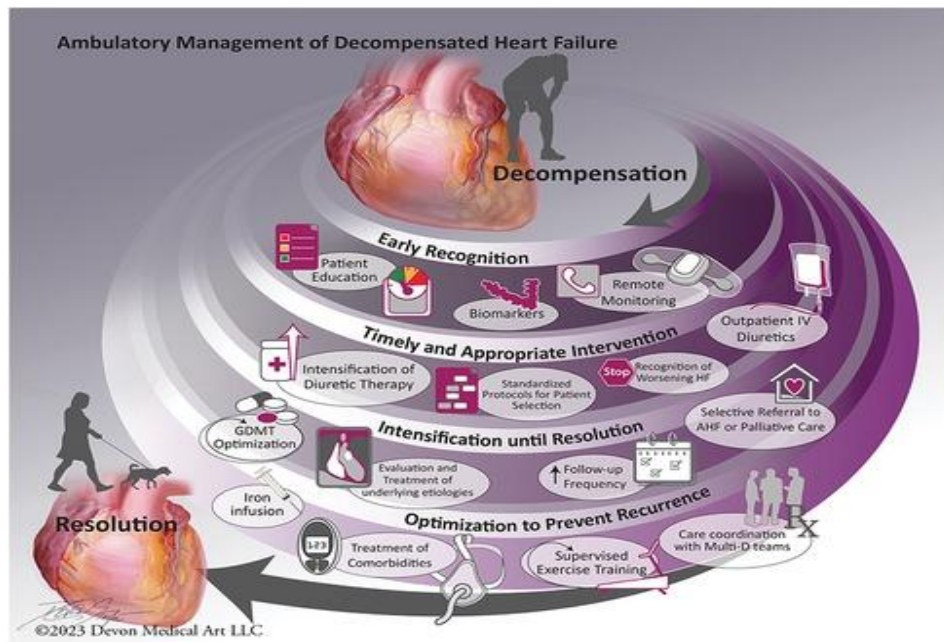 Ambulatory Management of Decompensated Heart Failure
Decompensation
Early Recognition
Patient
Education
Biomarkers
Remote
Monitoring
Outpatient IV
Diuretics
Timely and Appropriate Intervention
Intensification of
Diuretic Therapy
Standardized
Protocols for Patient
Selection
Stop
Recognition of
Worsening HF
Selective Referral to
AHF or Palliative Care
GDMT
Optimization
Intensification until Resolution
Evaluation and
Treatment of
underlying etiologies
Follow-up
Frequency
Iron
infusion
Optimization to Prevent Recurrence
Care coordination
with Multi-D teams
Rx
123
Treatment of
Comorbidities
Supervised
Exercise Training
Resolution
©2023 Devon Medical Art LLC